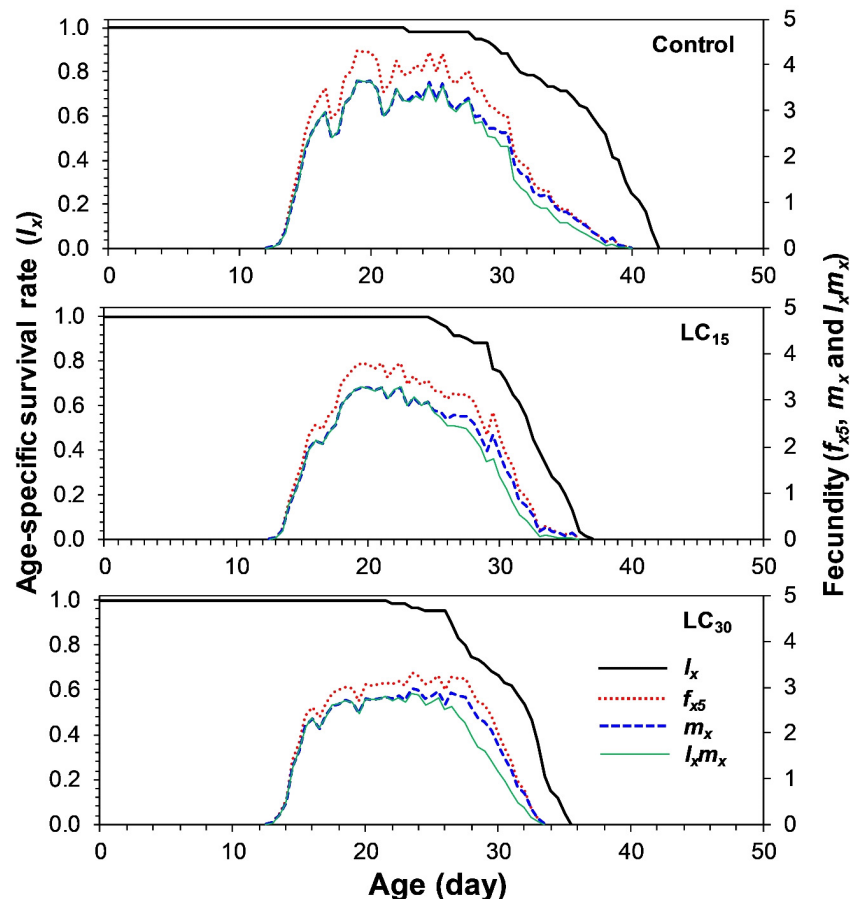 Age-specific survival rate (lx)
Fecundity (fx5, mx and lxmx)
Control
1.0
0.8
0.6
0.4
0.2
0.0
5
4
3
2
1
0
0 10 20 30 40 50
LC15
1.0
0.8
0.6
0.4
0.2
0.0
5
4
3
2
1
0
0 10 20 30 40 50
LC30
1.0
0.8
0.6
0.4
0.2
0.0
5
4
3
2
1
0
lx
fx5
mx
lxmx
0 10 20 30 40 50
Age (day)